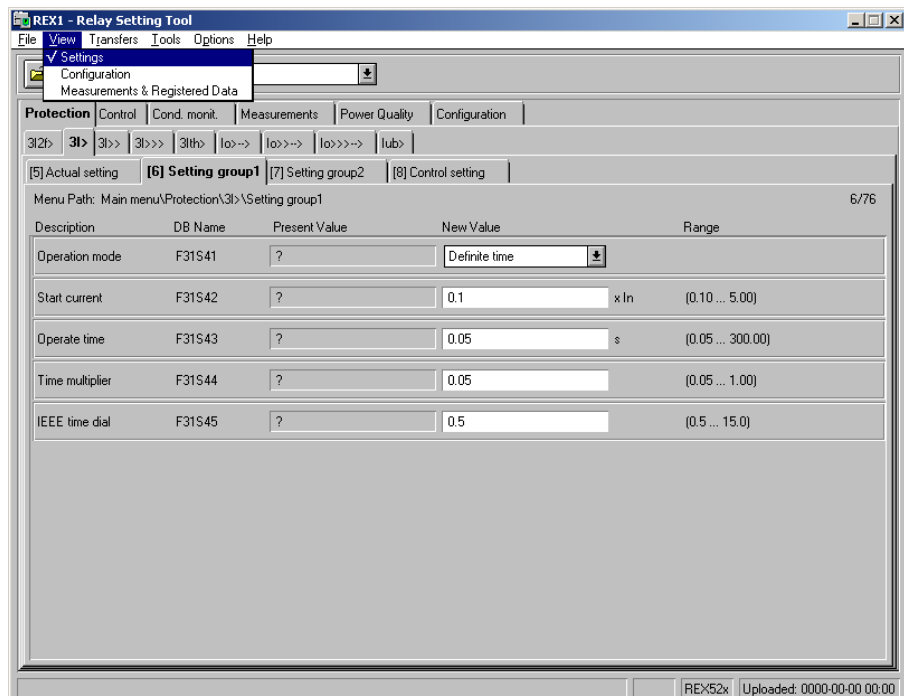 REX1 - Relay Setting Tool
File View Transfers Tools Options Help
Settings
Configuration
Measurements & Registered Data
Protection Control Cond. monit. Measurements Power Quality Configuration
3I2f> 3I> 3I>> 3I>>> 3Ith> Io>--> Io>>--> Io>>>--> Iub>
[5] Actual setting [6] Setting group1 [7] Setting group2 [8] Control setting
Menu Path: Main menu\Protection\3I>\Setting group1 6/76
Description DB Name Present Value New Value Range
Operation mode F31S41 ? Definite time
Start current F31S42 ? 0.1 x In (0.10 ... 5.00)
Operate time F31S43 ? 0.05 s (0.05 ... 300.00)
Time multiplier F31S44 ? 0.05 (0.05 ... 1.00)
IEEE time dial F31S45 ? 0.5 (0.5 ... 15.0)
REX52x Uploaded: 0000-00-00 00:00